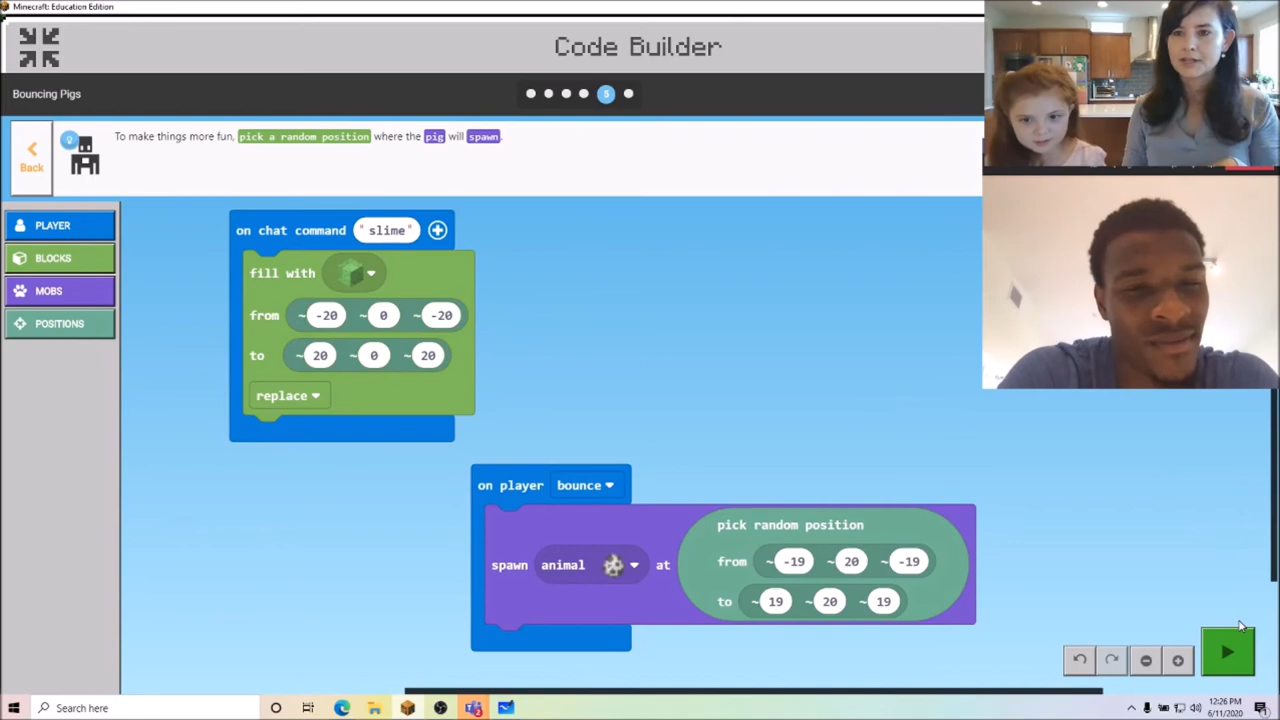 Minecraft: Education Edition
Code Builder
Bouncing Pigs
5
Back
To make things more fun, pick a random position where the pig will spawn.
PLAYER
BLOCKS
MOBS
POSITIONS
on chat command "slime"
fill with
from ~ -20 ~ 0 ~ -20
to ~ 20 ~ 0 ~ 20
replace
on player bounce
spawn animal at
pick random position
from ~ -19 ~ 20 ~ -19
to ~ 19 ~ 20 ~ 19
Search here
2
12:26 PM
6/11/2020